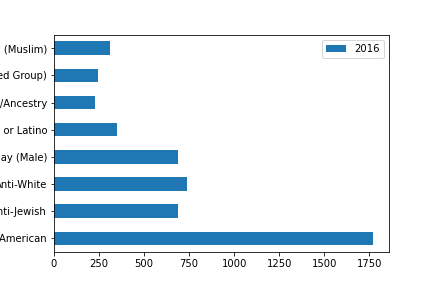 (Muslim)
2016
ed Group)
/Ancestry
or Latino
ay (Male)
Anti-White
nti-Jewish
American
0 250 500 750 1000 1250 1500 1750